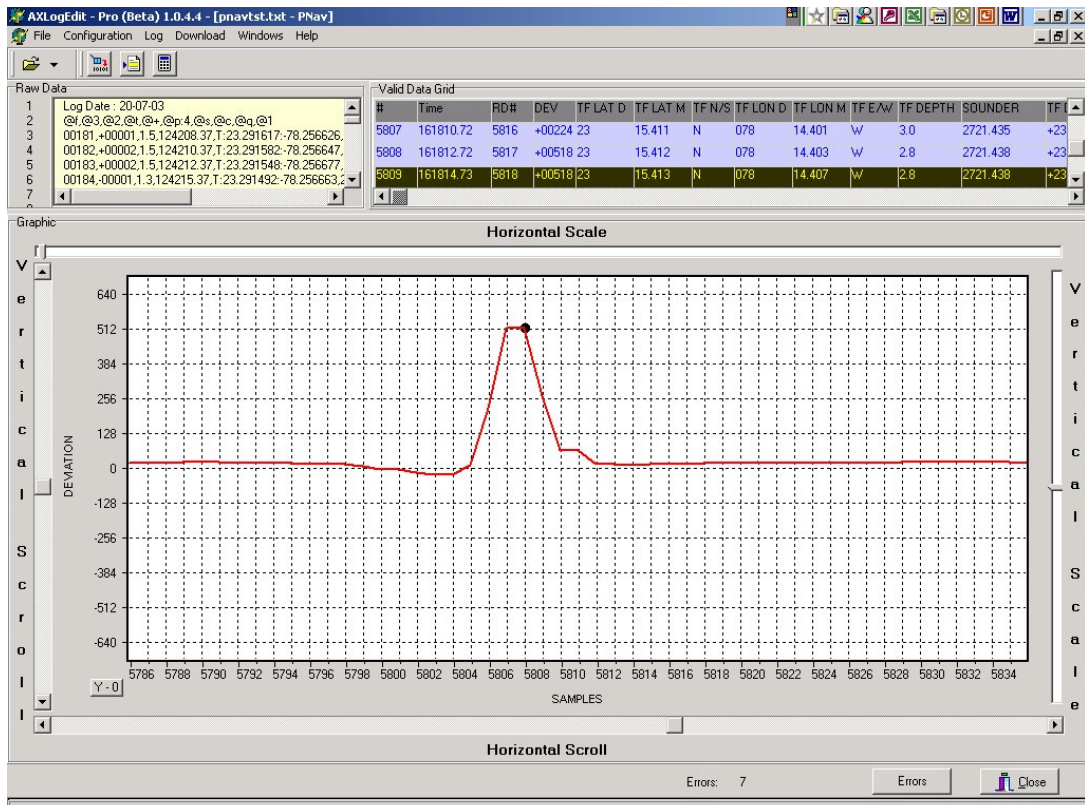 AXLogEdit - Pro (Beta) 1.0.4.4 - [pnavtst.txt - PNav]
File Configuration Log Download Windows Help
Raw Data
1 Log Date : 20-07-03
2 @f,@3,@2,@t,@+,@p:4,@s,@c,@q,@1
3 00181,+00001,1.5,124208.37,T:23.291617:-78.256626,
4 00182,+00002,1.5,124210.37,T:23.291582:-78.256647,
5 00183,+00002,1.5,124212.37,T:23.291548:-78.256677,
6 00184,-00001,1.3,124215.37,T:23.291492:-78.256663,2
7
Valid Data Grid
# Time RD# DEV TF LAT D TF LAT M TF N/S TF LON D TF LON M TF E/W TF DEPTH SOUNDER TF
5807 161810.72 5816 +00224 23 15.411 N 078 14.401 W 3.0 2721.435 +23
5808 161812.72 5817 +00518 23 15.412 N 078 14.403 W 2.8 2721.438 +23
5809 161814.73 5818 +00518 23 15.413 N 078 14.407 W 2.8 2721.438 +23
Graphic
Horizontal Scale
Vertical Scroll
DEVIATION
640
512
384
256
128
0
-128
-256
-384
-512
-640
5786 5788 5790 5792 5794 5796 5798 5800 5802 5804 5806 5808 5810 5812 5814 5816 5818 5820 5822 5824 5826 5828 5830 5832 5834
Y - 0
SAMPLES
Vertical Scale
Horizontal Scroll
Errors: 7
Errors
Close